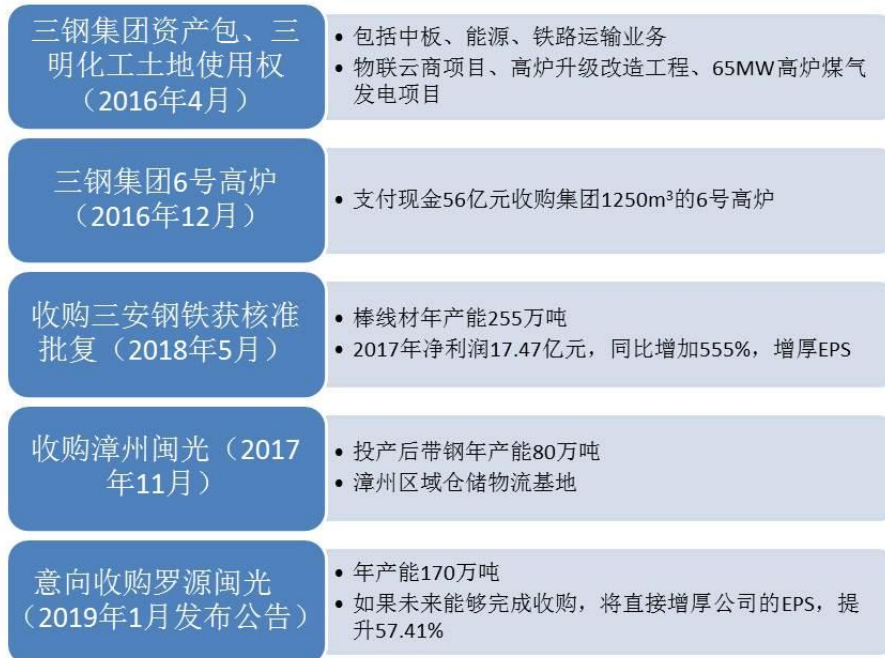 三钢集团资产包、三
明化工土地使用权
（2016年4月）
• 包括中板、能源、铁路运输业务
• 物联云商项目、高炉升级改造工程、65MW高炉煤气
发电项目
三钢集团6号高炉
（2016年12月）
• 支付现金56亿元收购集团1250m³的6号高炉
收购三安钢铁获核准
批复（2018年5月）
• 棒线材年产能255万吨
• 2017年净利润17.47亿元，同比增加555%，增厚EPS
收购漳州闽光（2017
年11月）
• 投产后带钢年产能80万吨
• 漳州区域仓储物流基地
意向收购罗源闽光
（2019年1月发布公告）
• 年产能170万吨
• 如果未来能够完成收购，将直接增厚公司的EPS，提
升57.41%